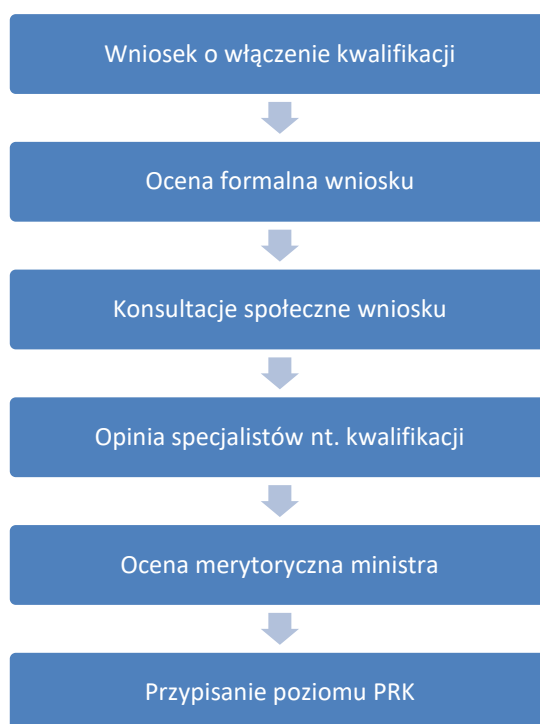 Wniosek o włączenie kwalifikacji
Ocena formalna wniosku
Konsultacje społeczne wniosku
Opinia specjalistów nt. kwalifikacji
Ocena merytoryczna ministra
Przypisanie poziomu PRK